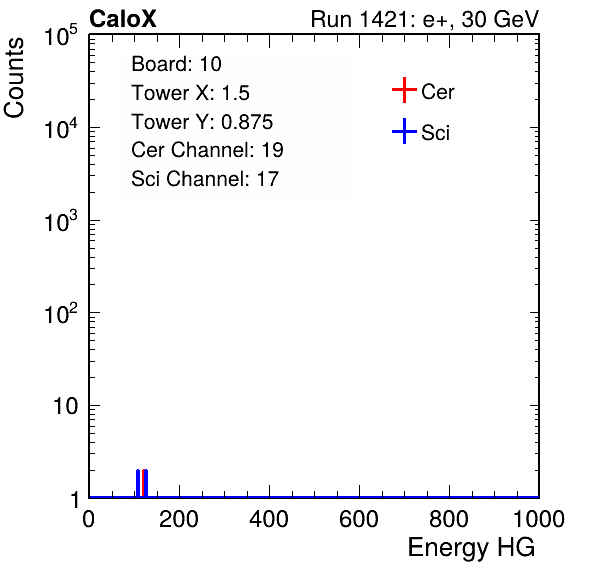 CaloX Run 1421: e+, 30 GeV
Counts
Board: 10
Tower X: 1.5
Tower Y: 0.875
Cer Channel: 19
Sci Channel: 17
Cer
Sci
10^5
10^4
10^3
10^2
10
1
0 200 400 600 800 1000
Energy HG